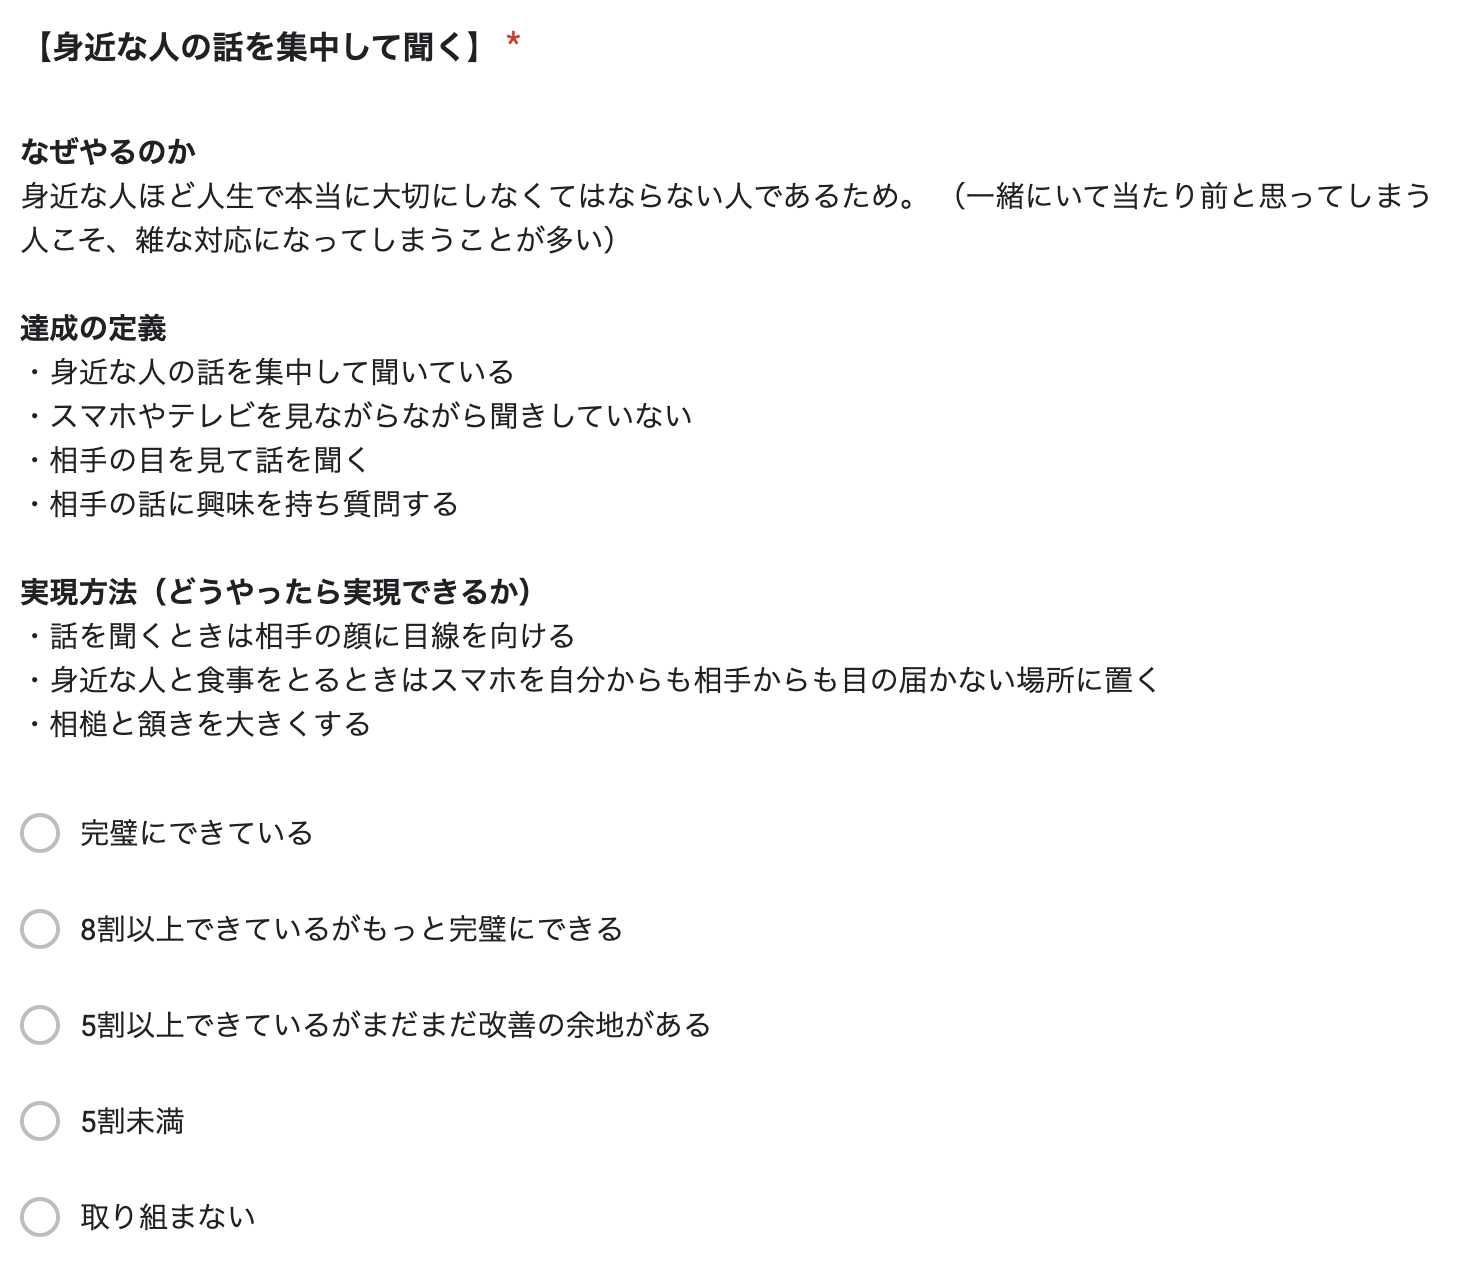 【身近な人の話を集中して聞く】 *
なぜやるのか
身近な人ほど人生で本当に大切にしなくてはならない人であるため。 （一緒にいて当たり前と思ってしまう
人こそ、雑な対応になってしまうことが多い）
達成の定義
・身近な人の話を集中して聞いている
・スマホやテレビを見ながらながら聞きしていない
・相手の目を見て話を聞く
・相手の話に興味を持ち質問する
実現方法（どうやったら実現できるか）
・話を聞くときは相手の顔に目線を向ける
・身近な人と食事をとるときはスマホを自分からも相手からも目の届かない場所に置く
・相槌と頷きを大きくする
完璧にできている
8割以上できているがもっと完璧にできる
5割以上できているがまだまだ改善の余地がある
5割未満
取り組まない